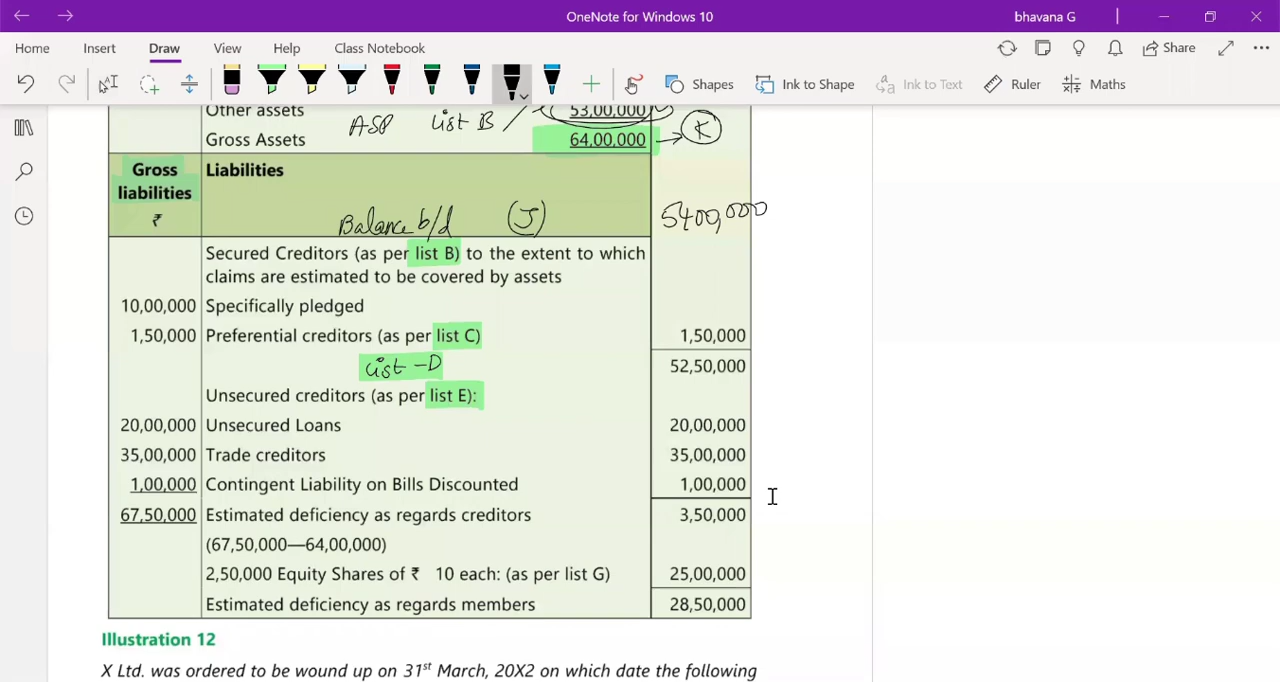 OneNote for Windows 10
bhavana G
Home Insert Draw View Help Class Notebook
Share
Shapes Ink to Shape Ink to Text Ruler Maths
Other assets 53,00,000
ASP List B /
Gross Assets 64,00,000 → K
Gross liabilities ₹
Liabilities
Balance b/d (J) 5400,000
Secured Creditors (as per list B) to the extent to which
claims are estimated to be covered by assets
10,00,000 Specifically pledged
1,50,000 Preferential creditors (as per list C) 1,50,000
List -D 52,50,000
Unsecured creditors (as per list E):
20,00,000 Unsecured Loans 20,00,000
35,00,000 Trade creditors 35,00,000
1,00,000 Contingent Liability on Bills Discounted 1,00,000
67,50,000 Estimated deficiency as regards creditors 3,50,000
(67,50,000—64,00,000)
2,50,000 Equity Shares of ₹ 10 each: (as per list G) 25,00,000
Estimated deficiency as regards members 28,50,000
Illustration 12
X Ltd. was ordered to be wound up on 31st March, 20X2 on which date the following